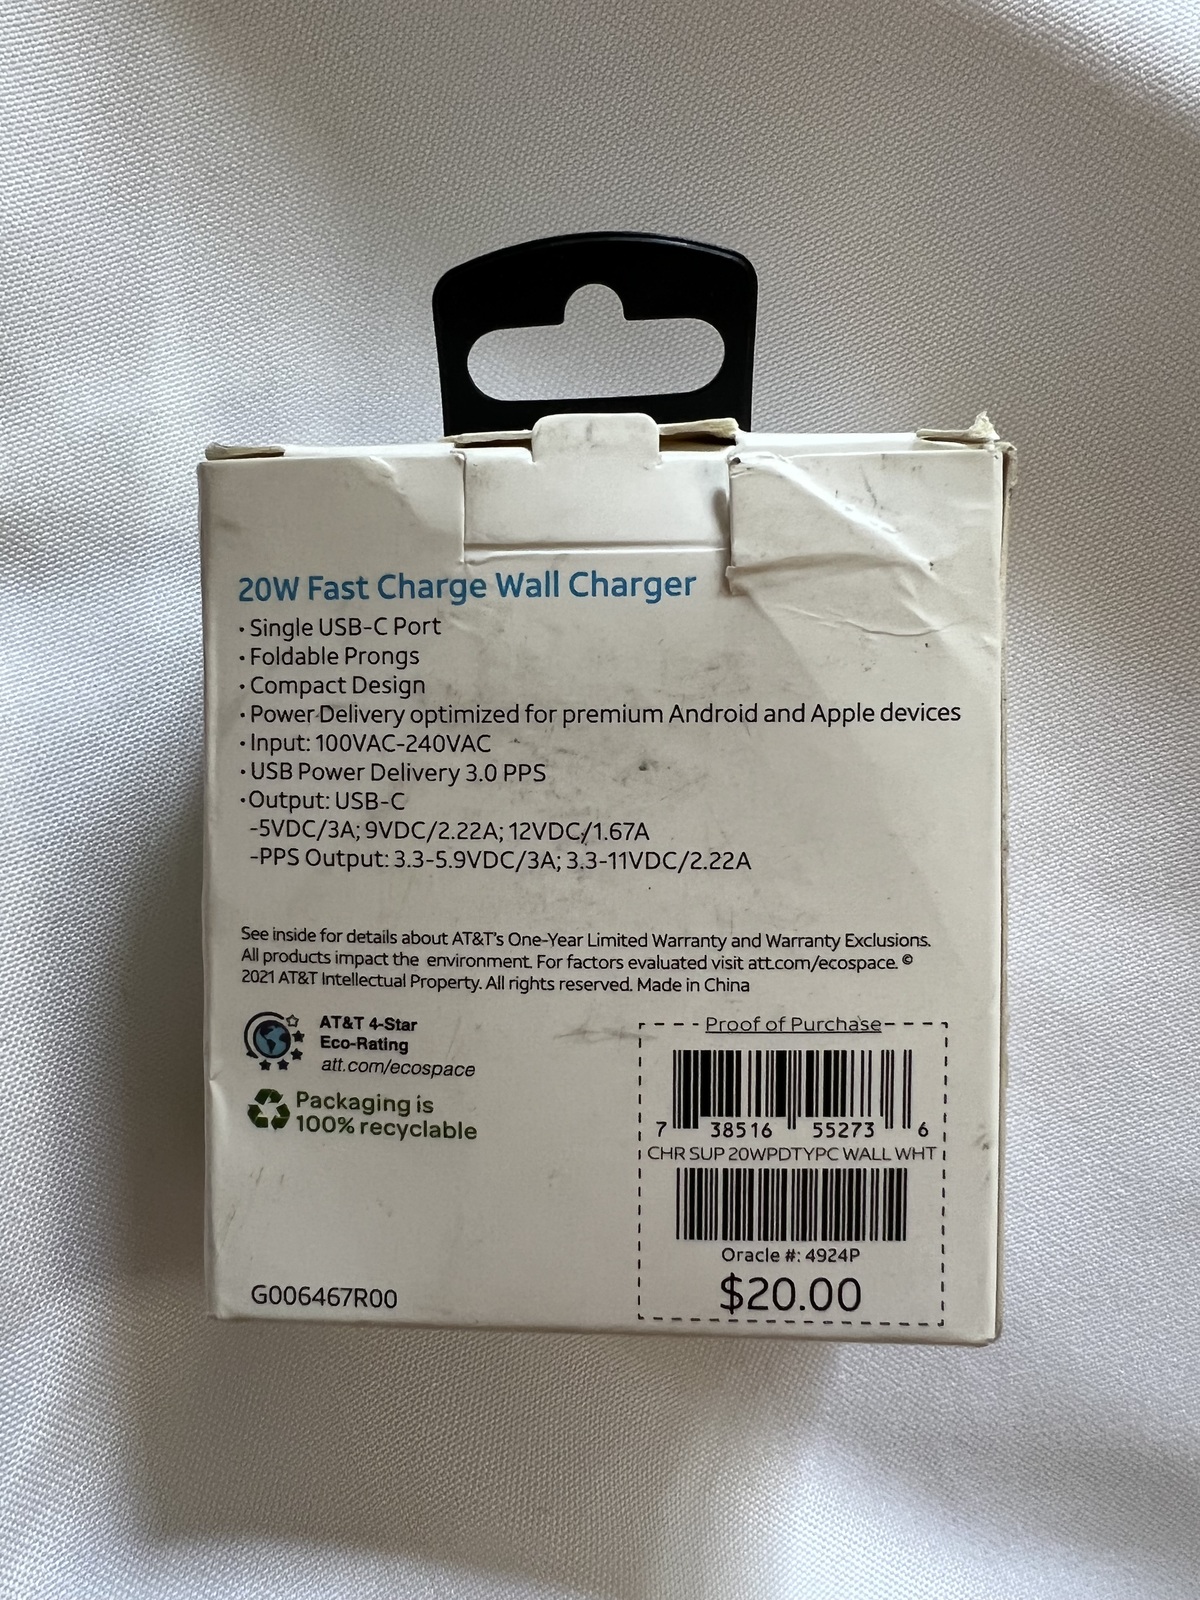 20W Fast Charge Wall Charger
• Single USB-C Port
• Foldable Prongs
• Compact Design
• Power Delivery optimized for premium Android and Apple devices
• Input: 100VAC-240VAC
• USB Power Delivery 3.0 PPS
• Output: USB-C
-5VDC/3A; 9VDC/2.22A; 12VDC/1.67A
-PPS Output: 3.3-5.9VDC/3A; 3.3-11VDC/2.22A
See inside for details about AT&T's One-Year Limited Warranty and Warranty Exclusions.
All products impact the environment. For factors evaluated visit att.com/ecospace. ©
2021 AT&T Intellectual Property. All rights reserved. Made in China
AT&T 4-Star
Eco-Rating
att.com/ecospace
Packaging is
100% recyclable
G006467R00
Proof of Purchase
7 38516 55273 6
CHR SUP 20WPDTYPC WALL WHT
Oracle #: 4924P
$20.00